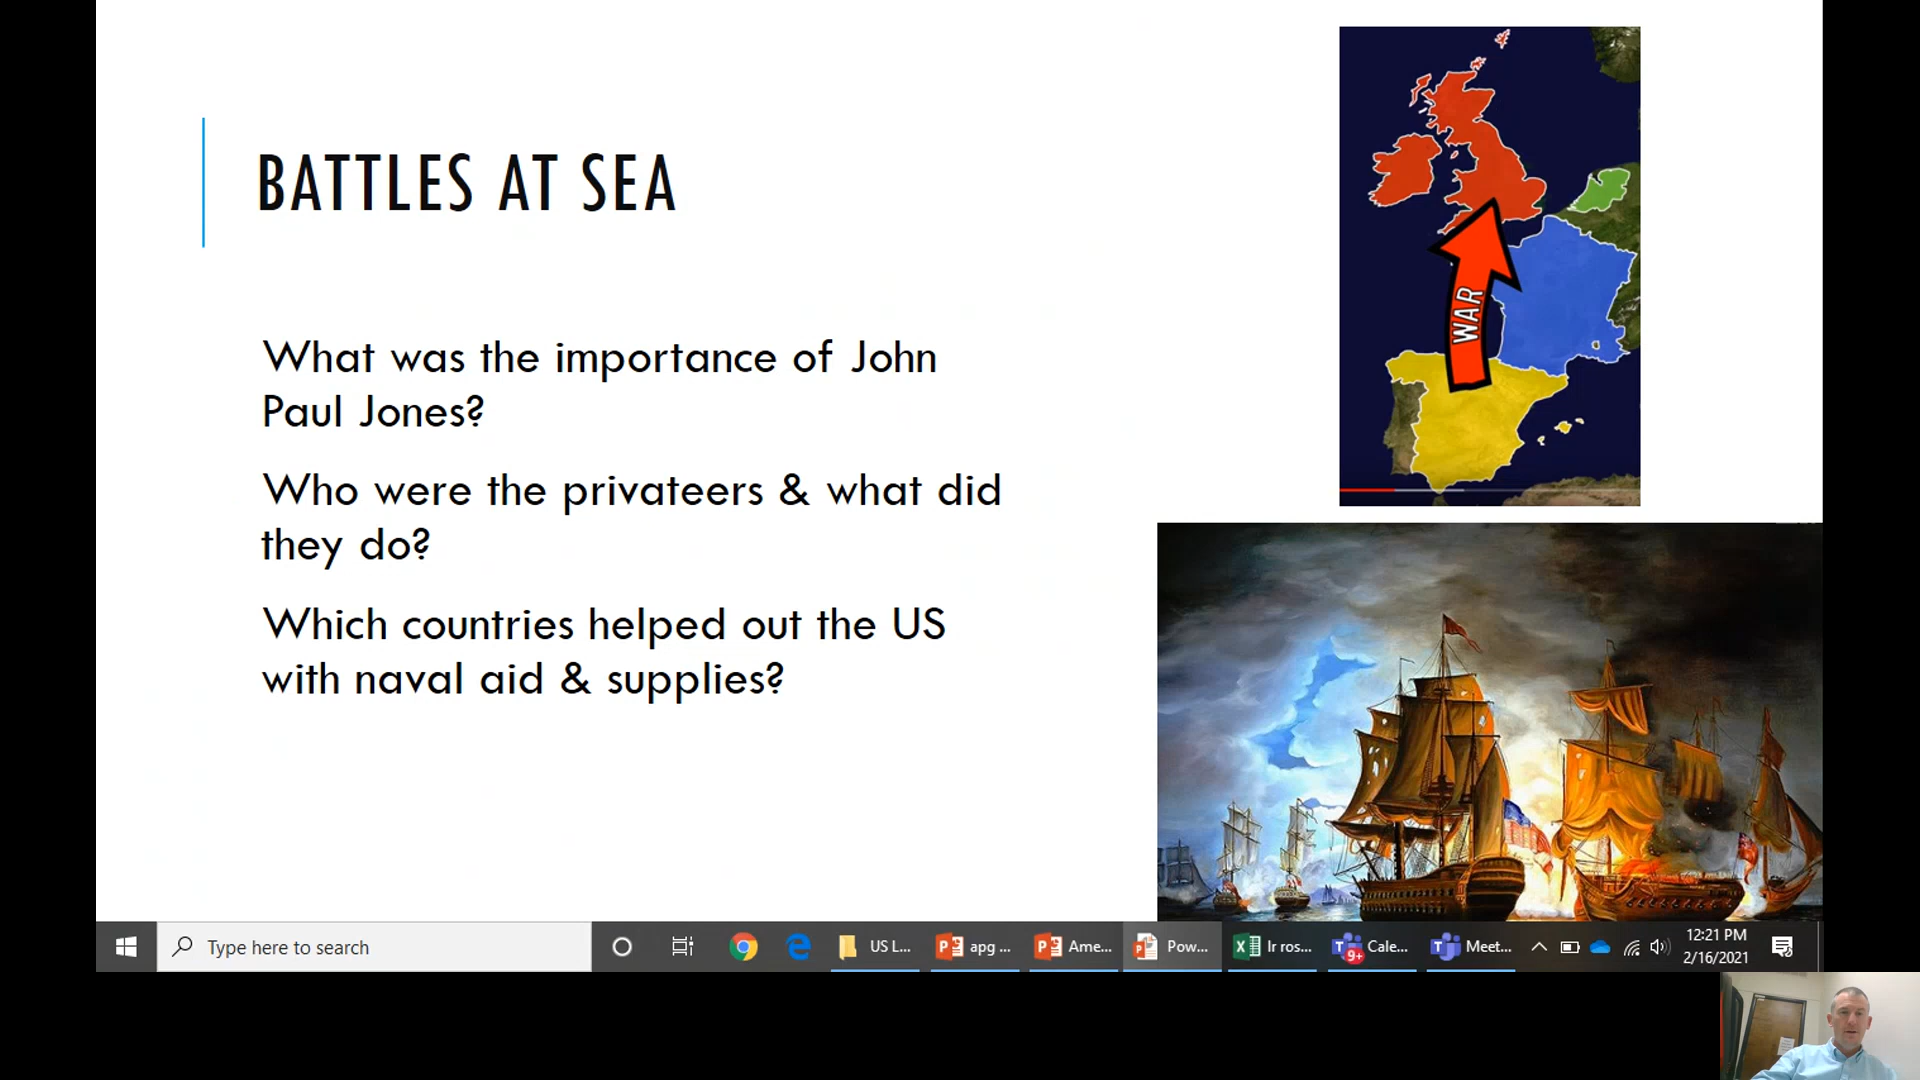 BATTLES AT SEA
What was the importance of John
Paul Jones?
Who were the privateers & what did
they do?
Which countries helped out the US
with naval aid & supplies?
WAR
Type here to search
US L...
apg ...
Ame...
Pow...
lr ros...
9+
Cale...
Meet...
12:21 PM
2/16/2021